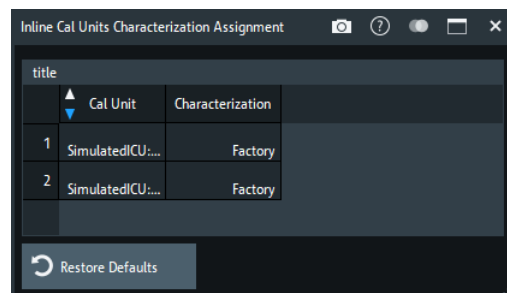 Inline Cal Units Characterization Assignment
title
Cal Unit Characterization
1 SimulatedICU:... Factory
2 SimulatedICU:... Factory
Restore Defaults